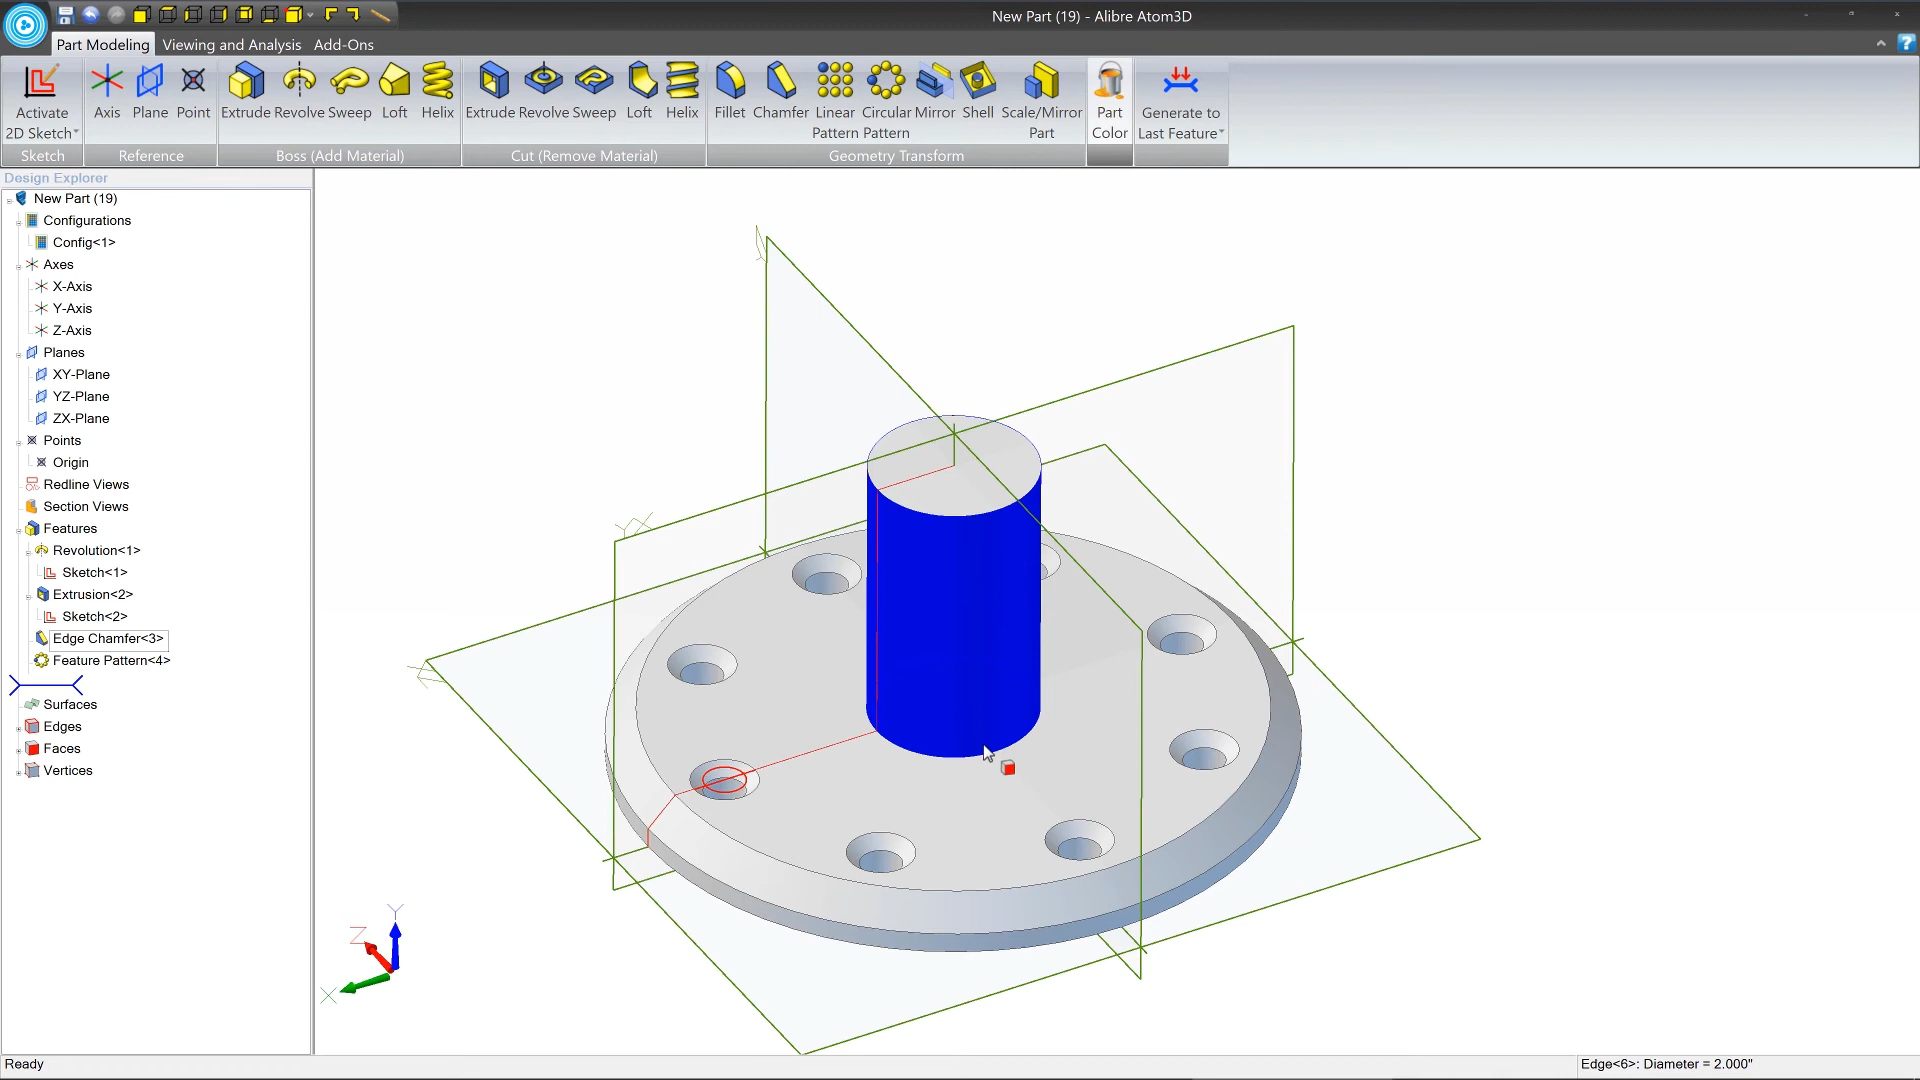 New Part (19) - Alibre Atom3D
Part Modeling Viewing and Analysis Add-Ons
Activate 2D Sketch
Axis Plane Point
Extrude Revolve Sweep Loft Helix
Extrude Revolve Sweep Loft Helix
Fillet Chamfer Linear Pattern Circular Pattern Mirror Shell Scale/Mirror Part
Part Color
Generate to Last Feature
Sketch Reference Boss (Add Material) Cut (Remove Material) Geometry Transform
Design Explorer
New Part (19)
Configurations
Config<1>
Axes
X-Axis
Y-Axis
Z-Axis
Planes
XY-Plane
YZ-Plane
ZX-Plane
Points
Origin
Redline Views
Section Views
Features
Revolution<1>
Sketch<1>
Extrusion<2>
Sketch<2>
Edge Chamfer<3>
Feature Pattern<4>
Surfaces
Edges
Faces
Vertices
Y
Z
X
Ready
Edge<6>: Diameter = 2.000"